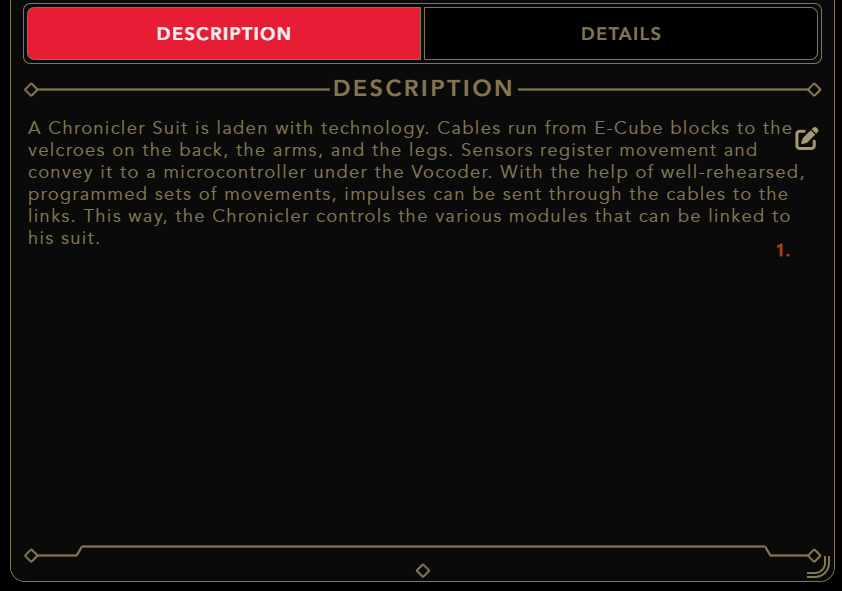 DESCRIPTION
DETAILS
DESCRIPTION
A Chronicler Suit is laden with technology. Cables run from E-Cube blocks to the
velcroes on the back, the arms, and the legs. Sensors register movement and
convey it to a microcontroller under the Vocoder. With the help of well-rehearsed,
programmed sets of movements, impulses can be sent through the cables to the
links. This way, the Chronicler controls the various modules that can be linked to
his suit.
1.